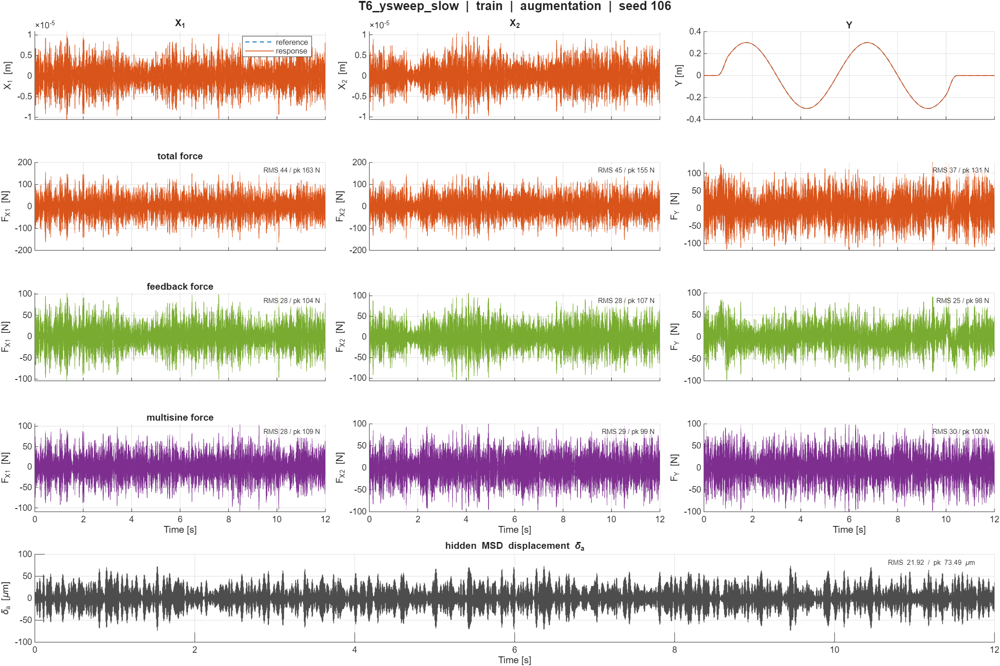 T6_ysweep_slow | train | augmentation | seed 106
X1
×10-5
1
0.5
0
-0.5
-1
X1 [m]
reference
response
X2
×10-5
1
0.5
0
-0.5
-1
X2 [m]
Y
0.4
0.2
0
-0.2
-0.4
Y [m]
total force
200
100
0
-100
-200
FX1 [N]
RMS 44 / pk 163 N
200
100
0
-100
-200
FX2 [N]
RMS 45 / pk 155 N
100
50
0
-50
-100
FY [N]
RMS 37 / pk 131 N
feedback force
100
50
0
-50
-100
FX1 [N]
RMS 28 / pk 104 N
100
50
0
-50
-100
FX2 [N]
RMS 28 / pk 107 N
100
50
0
-50
-100
FY [N]
RMS 25 / pk 98 N
multisine force
100
50
0
-50
-100
FX1 [N]
RMS 28 / pk 109 N
0 2 4 6 8 10 12
Time [s]
100
50
0
-50
-100
FX2 [N]
RMS 29 / pk 99 N
0 2 4 6 8 10 12
Time [s]
100
50
0
-50
-100
FY [N]
RMS 30 / pk 100 N
0 2 4 6 8 10 12
Time [s]
hidden MSD displacement δa
100
50
0
-50
-100
δa [μm]
RMS 21.92 / pk 73.49 μm
0 2 4 6 8 10 12
Time [s]